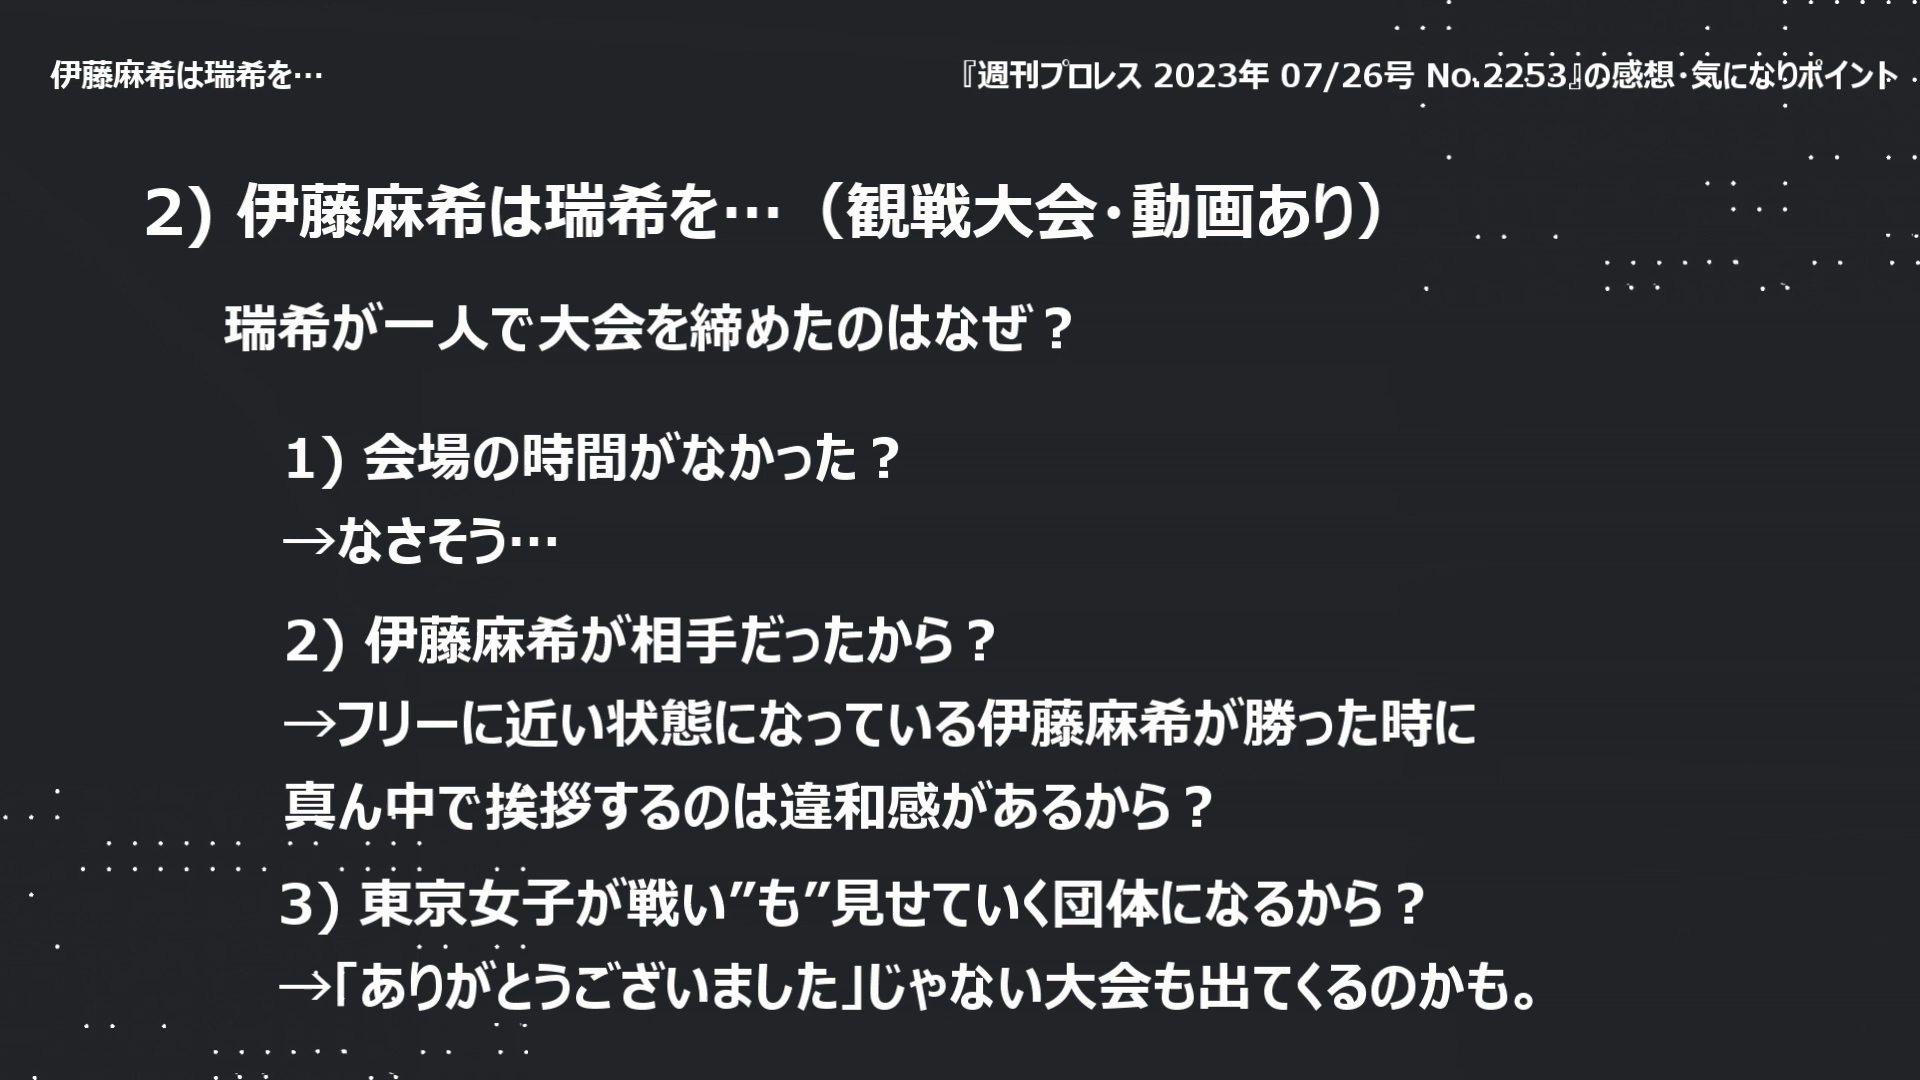 伊藤麻希は瑞希を…
『週刊プロレス 2023年 07/26号 No.2253』の感想・気になりポイント
2) 伊藤麻希は瑞希を…（観戦大会・動画あり）
瑞希が一人で大会を締めたのはなぜ？
1) 会場の時間がなかった？
→なさそう…
2) 伊藤麻希が相手だったから？
→フリーに近い状態になっている伊藤麻希が勝った時に
真ん中で挨拶するのは違和感があるから？
3) 東京女子が戦い”も”見せていく団体になるから？
→「ありがとうございました」じゃない大会も出てくるのかも。